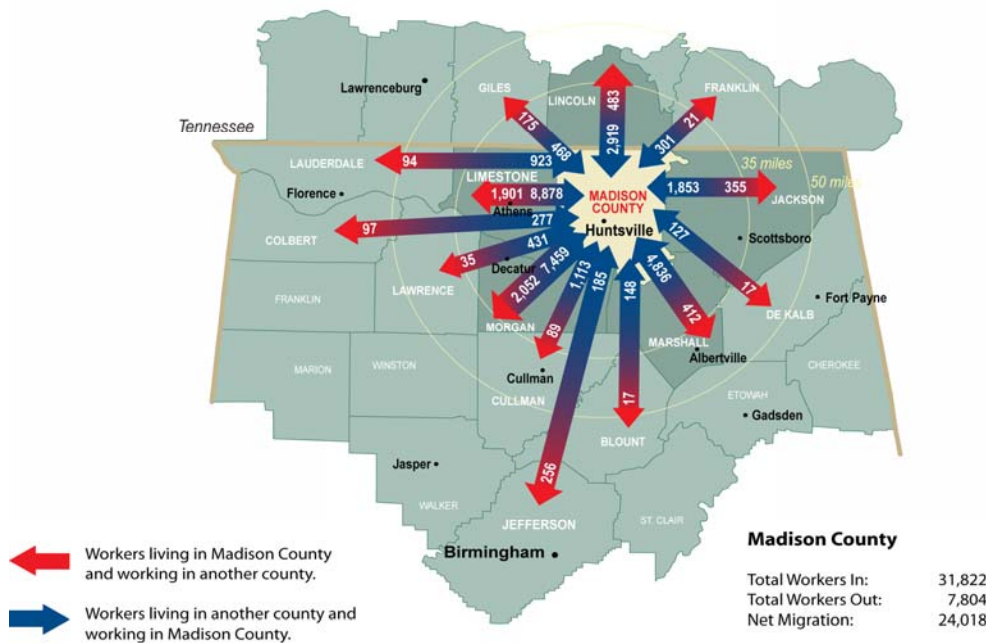 Lawrenceburg
GILES
LINCOLN
FRANKLIN
483
175
21
Tennessee
2,919
301
468
LAUDERDALE
94
923
35 miles
50 miles
LIMESTONE
MADISON
COUNTY
1,853
355
JACKSON
Florence
1,901
8,878
Athens
Huntsville
97
277
127
Scottsboro
COLBERT
431
35
Decatur
7,459
1,113
185
148
4,836
17
LAWRENCE
2,052
Fort Payne
FRANKLIN
DE KALB
MORGAN
89
412
MARSHALL
Albertville
MARION
WINSTON
Cullman
CHEROKEE
CULLMAN
17
ETOWAH
Gadsden
BLOUNT
Jasper
256
WALKER
JEFFERSON
ST. CLAIR
Birmingham
Workers living in Madison County
and working in another county.
Workers living in another county and
working in Madison County.
Madison County
Total Workers In: 31,822
Total Workers Out: 7,804
Net Migration: 24,018